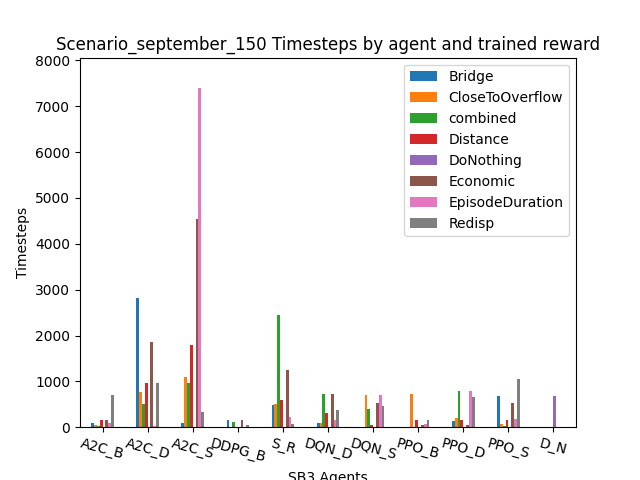 Scenario_september_150 Timesteps by agent and trained reward
8000
7000
6000
5000
4000
3000
2000
1000
0
Timesteps
Bridge
CloseToOverflow
combined
Distance
DoNothing
Economic
EpisodeDuration
Redisp
A2C_B
A2C_D
A2C_S
DDPG_B
S_R
DQN_D
DQN_S
PPO_B
PPO_D
PPO_S
D_N
SB3 Agents